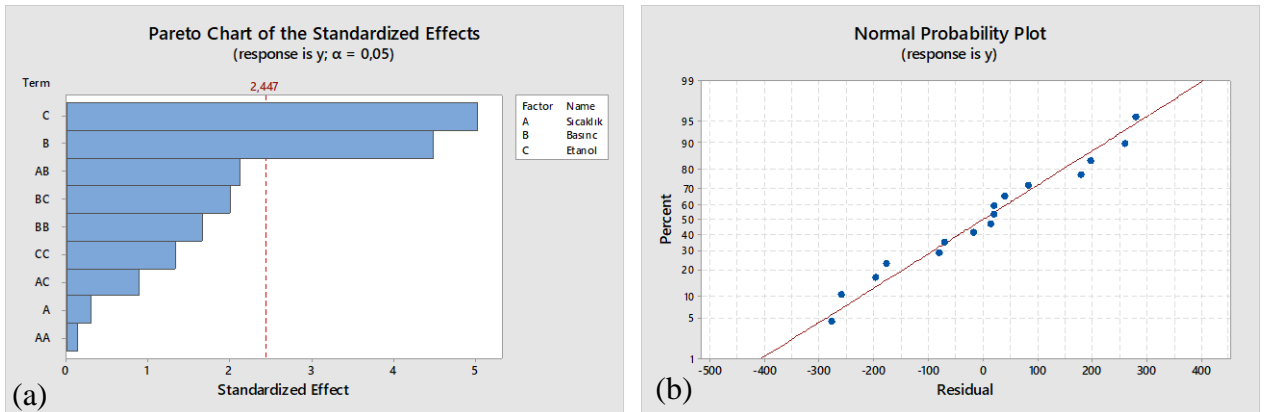 Pareto Chart of the Standardized Effects
(response is y; α = 0,05)
Term
2,447
C
B
AB
BC
BB
CC
AC
A
AA
0 1 2 3 4 5
Standardized Effect
Factor Name
A Sıcaklık
B Basınc
C Etanol
(a)
Normal Probability Plot
(response is y)
Percent
99
95
90
80
70
60
50
40
30
20
10
5
1
-500 -400 -300 -200 -100 0 100 200 300 400
Residual
(b)